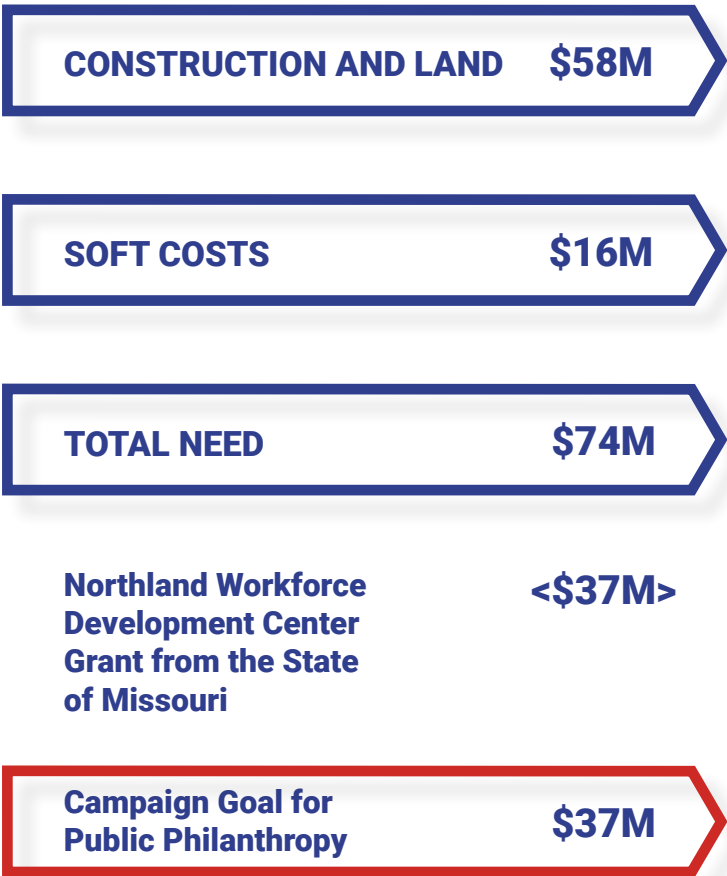 CONSTRUCTION AND LAND $58M
SOFT COSTS $16M
TOTAL NEED $74M
Northland Workforce <$37M>
Development Center
Grant from the State
of Missouri
Campaign Goal for
Public Philanthropy $37M